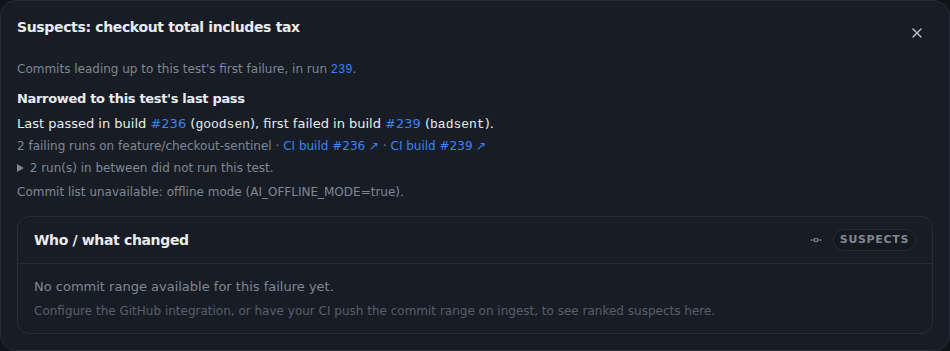 Suspects: checkout total includes tax
Commits leading up to this test's first failure, in run 239.
Narrowed to this test's last pass
Last passed in build #236 (goodsen), first failed in build #239 (badsent).
2 failing runs on feature/checkout-sentinel · CI build #236 ↗ · CI build #239 ↗
▶ 2 run(s) in between did not run this test.
Commit list unavailable: offline mode (AI_OFFLINE_MODE=true).
Who / what changed
SUSPECTS
No commit range available for this failure yet.
Configure the GitHub integration, or have your CI push the commit range on ingest, to see ranked suspects here.